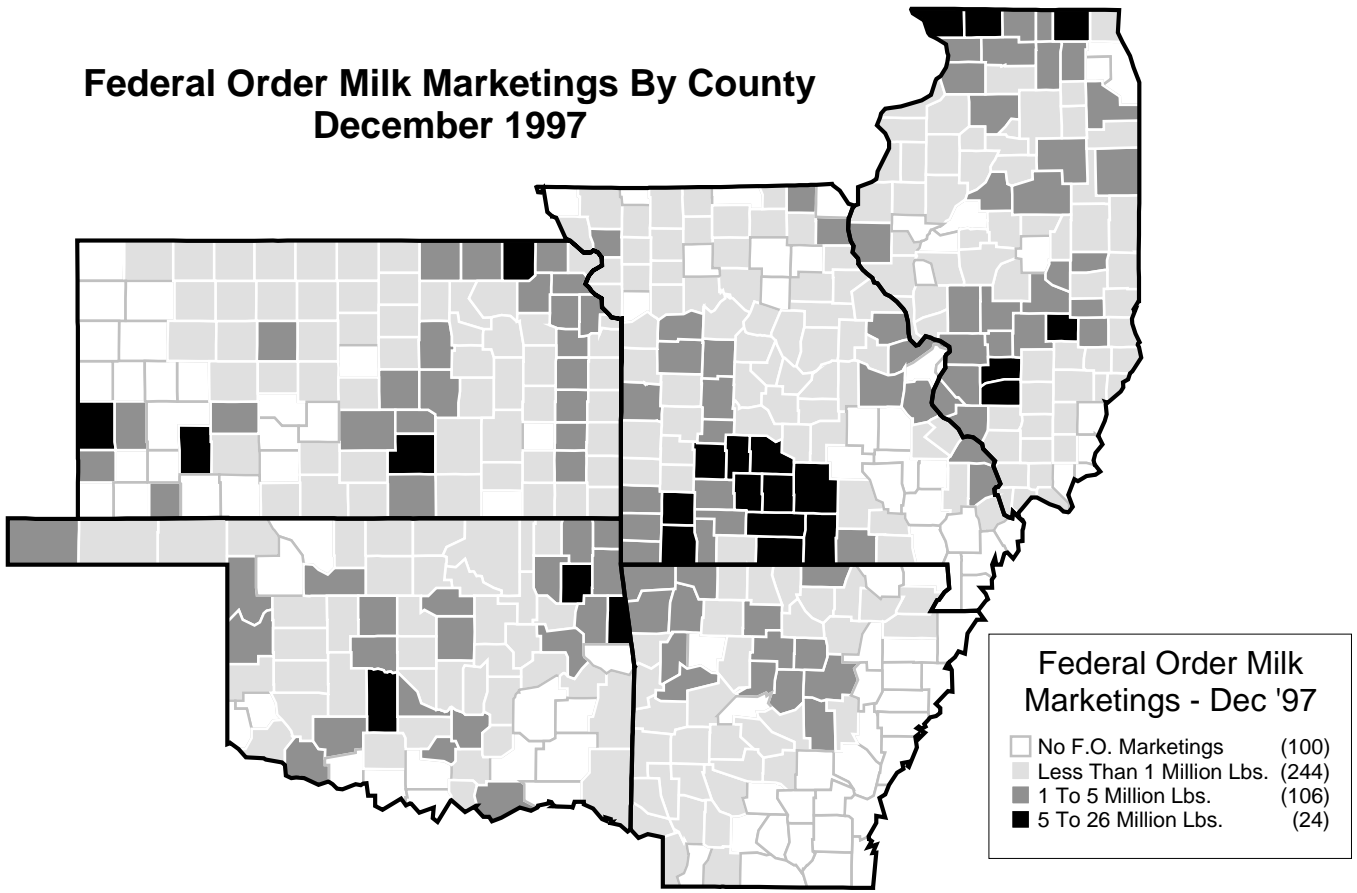 Federal Order Milk Marketings By County
December 1997
Federal Order Milk
Marketings - Dec '97
No F.O. Marketings (100)
Less Than 1 Million Lbs. (244)
1 To 5 Million Lbs. (106)
5 To 26 Million Lbs. (24)